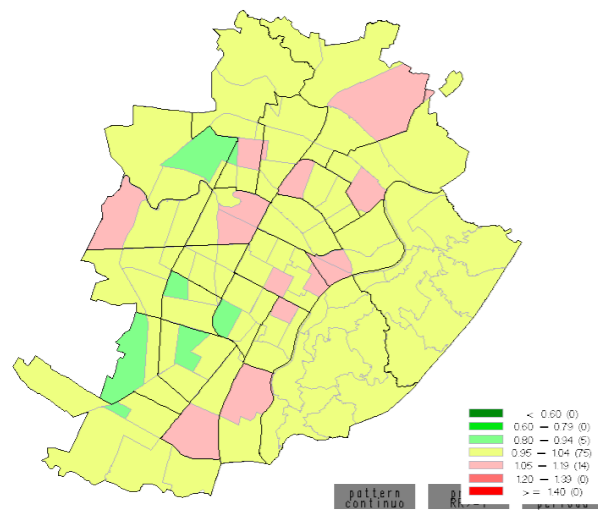 < 0.60 (0)
0.60 – 0.79 (0)
0.80 – 0.94 (5)
0.95 – 1.04 (75)
1.05 – 1.19 (14)
1.20 – 1.39 (0)
>= 1.40 (0)
pattern
continuo